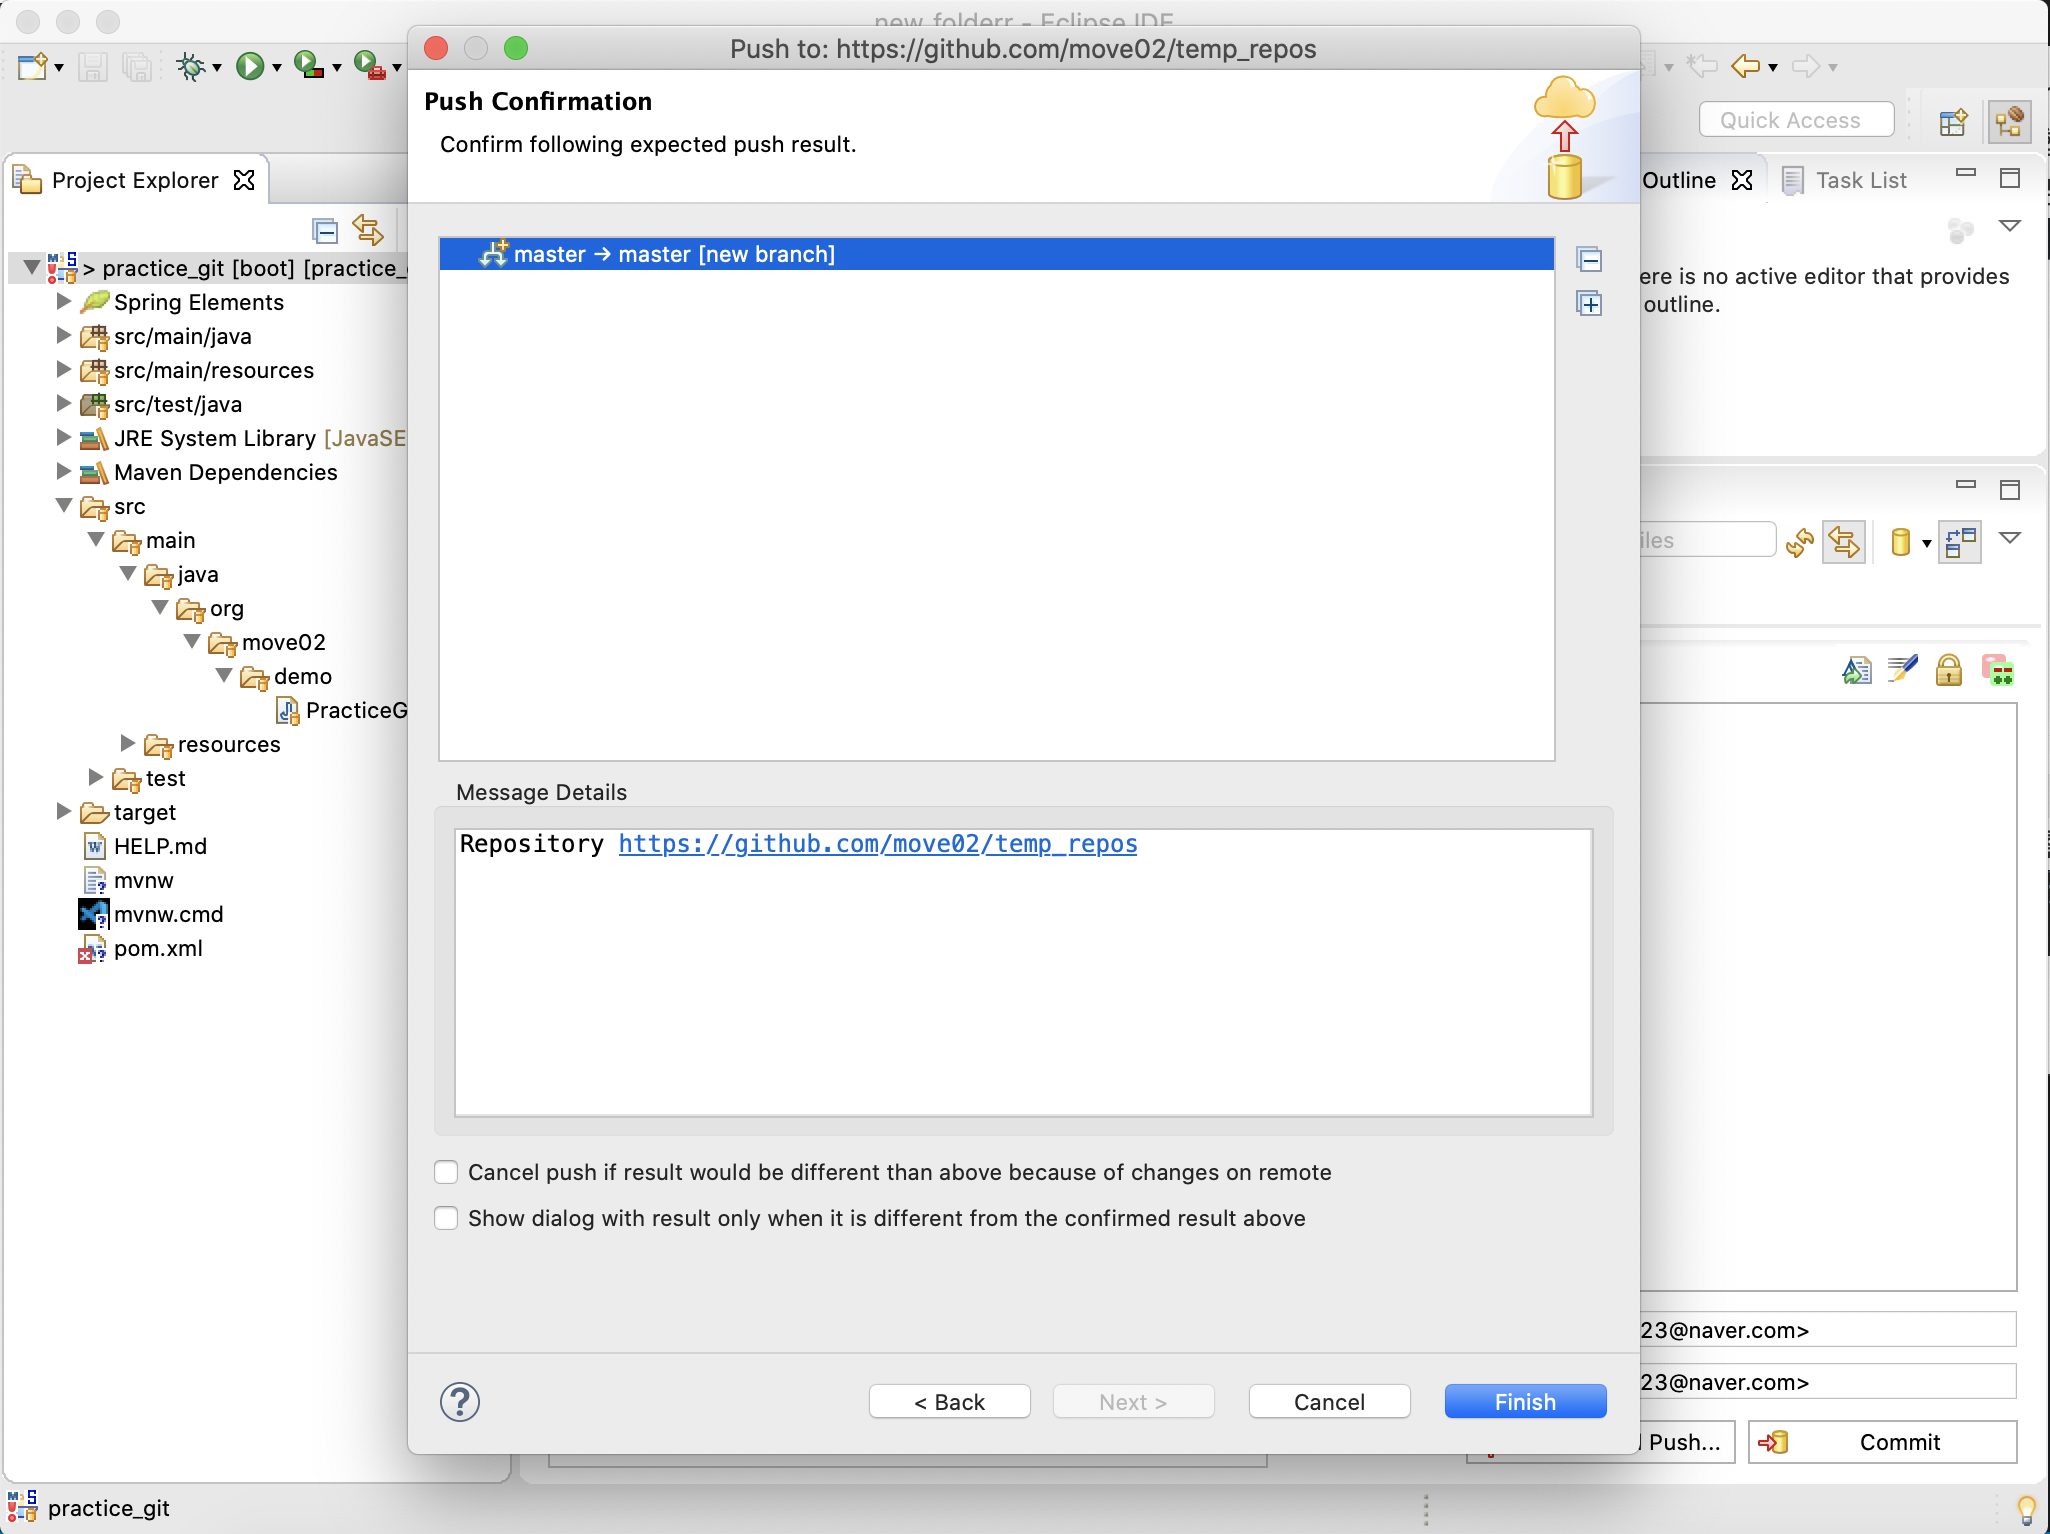 new_folderr - Eclipse IDE
Push to: https://github.com/move02/temp_repos
Push Confirmation
Confirm following expected push result.
Quick Access
Project Explorer
Outline
Task List
> practice_git [boot] [practice_
Spring Elements
src/main/java
src/main/resources
src/test/java
JRE System Library [JavaSE
Maven Dependencies
src
main
java
org
move02
demo
PracticeG
resources
test
target
HELP.md
mvnw
mvnw.cmd
pom.xml
master → master [new branch]
ere is no active editor that provides
outline.
iles
Message Details
Repository https://github.com/move02/temp_repos
Cancel push if result would be different than above because of changes on remote
Show dialog with result only when it is different from the confirmed result above
23@naver.com>
23@naver.com>
< Back
Next >
Cancel
Finish
Push...
Commit
practice_git